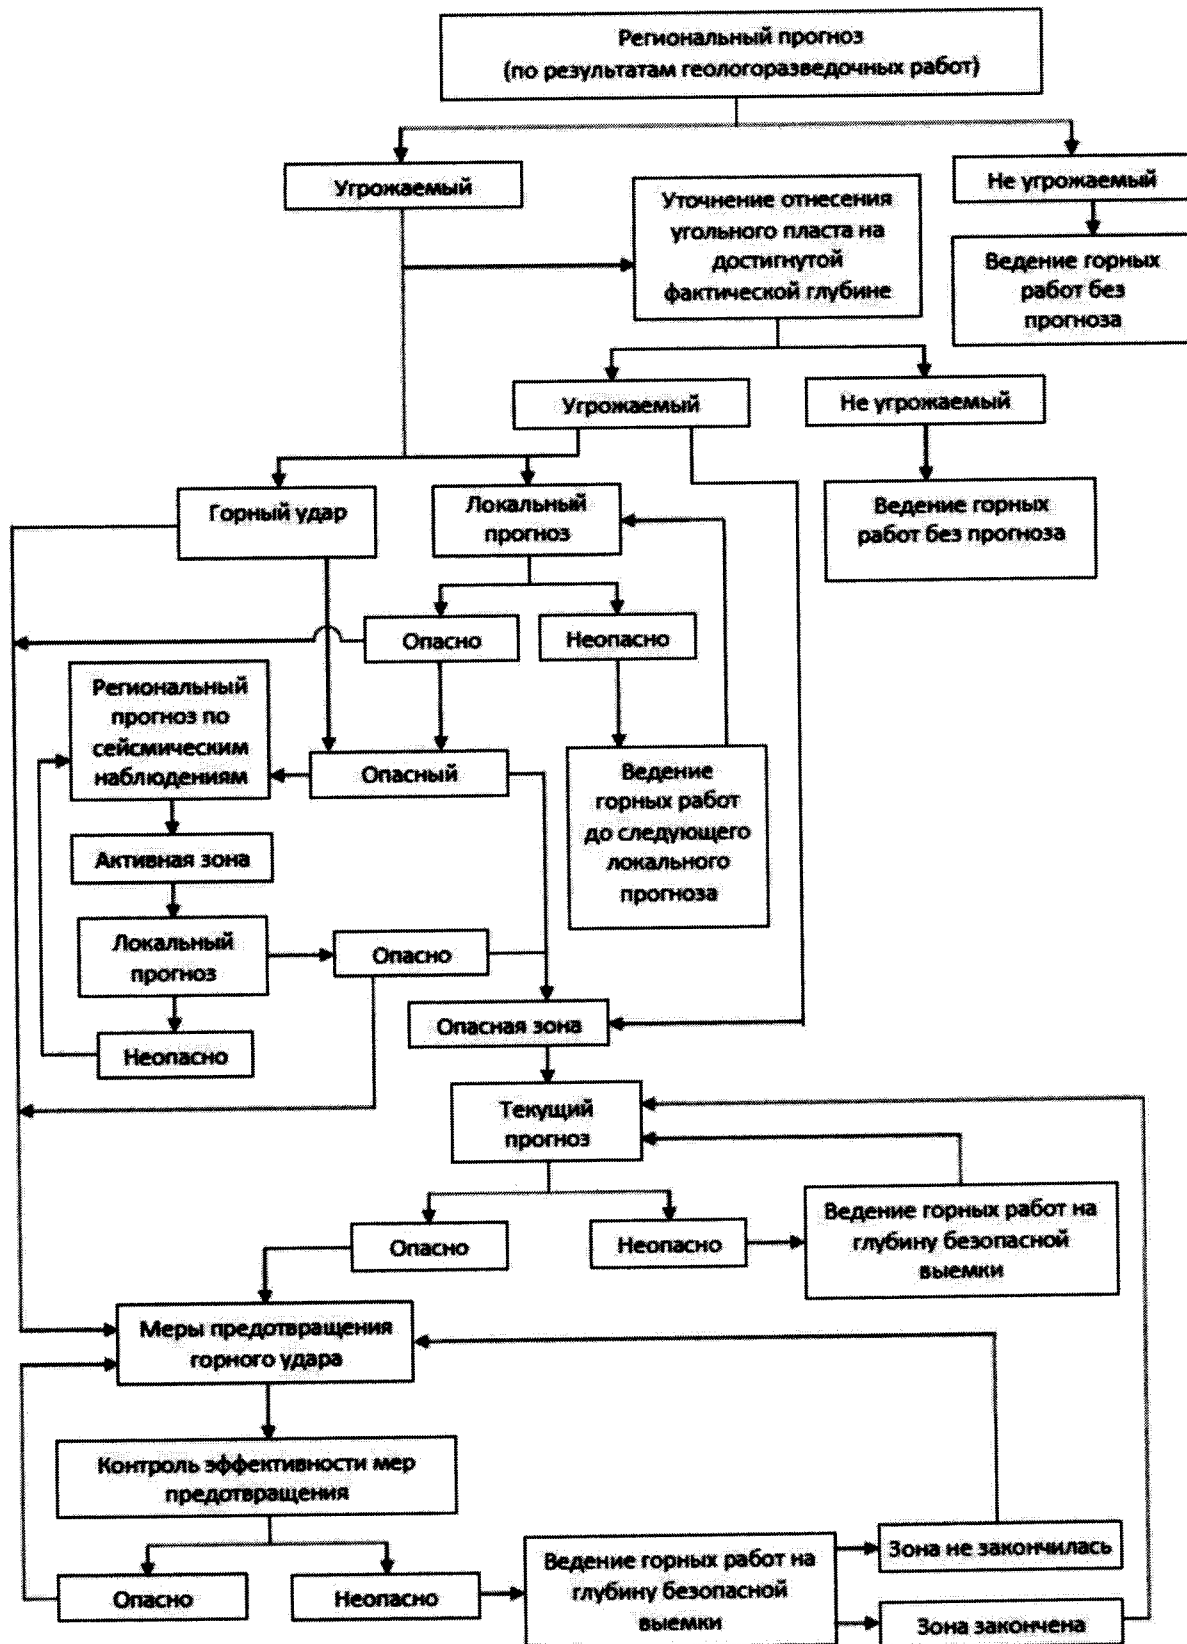 Региональный прогноз
(по результатам геологоразведочных работ)
Угрожаемый
Не угрожаемый
Уточнение отнесения
угольного пласта на
достигнутой
фактической глубине
Ведение горных
работ без
прогноза
Угрожаемый
Не угрожаемый
Горный удар
Локальный
прогноз
Ведение горных
работ без прогноза
Опасно
Неопасно
Региональный
прогноз по
сейсмическим
наблюдениям
Опасный
Ведение
горных работ
до следующего
локального
прогноза
Активная зона
Локальный
прогноз
Опасно
Неопасно
Опасная зона
Текущий
прогноз
Опасно
Неопасно
Ведение горных работ на
глубину безопасной
выемки
Меры предотвращения
горного удара
Контроль эффективности мер
предотвращения
Опасно
Неопасно
Ведение горных работ на
глубину безопасной
выемки
Зона не закончилась
Зона закончена